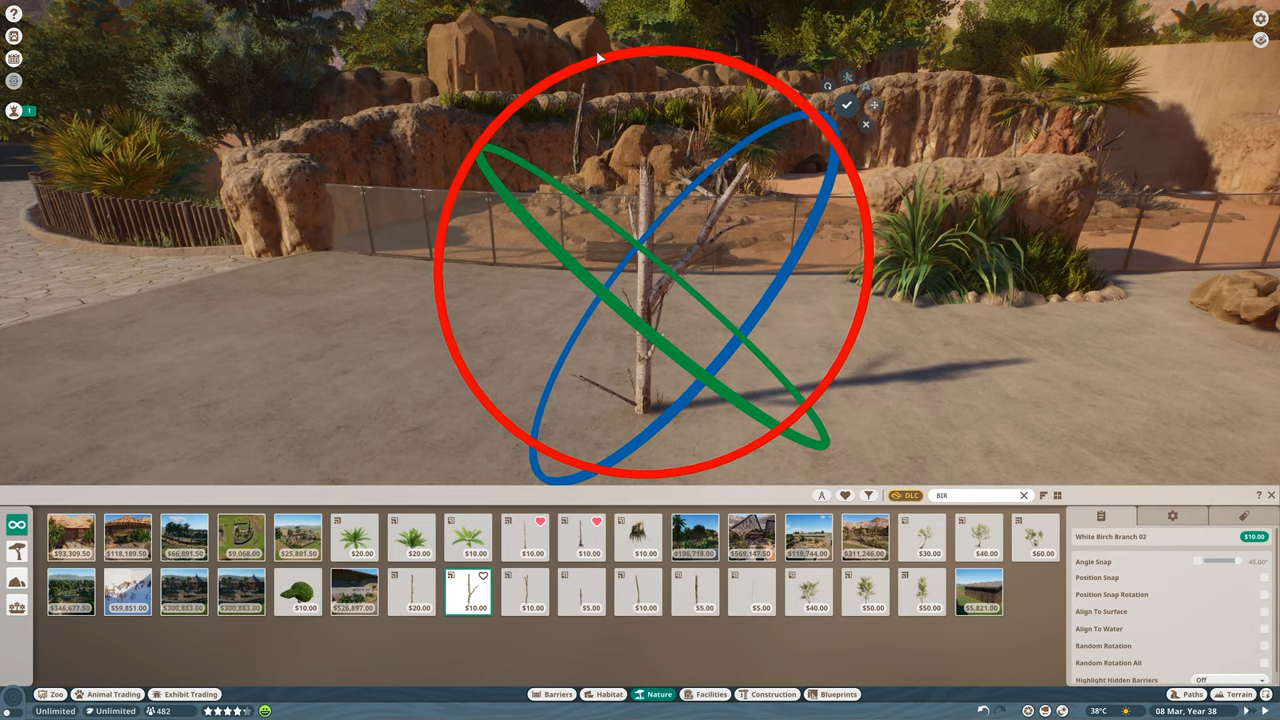 1
DLC
BIR
?
$93,309.50
$118,189.50
$66,891.50
$9,068.00
$25,801.50
$20.00
$20.00
$10.00
$10.00
$10.00
$10.00
$196,718.00
$569,147.50
$119,744.00
$311,246.00
$30.00
$40.00
$60.00
$346,677.50
$59,851.00
$300,883.00
$300,883.00
$10.00
$526,897.00
$20.00
$10.00
$10.00
$5.00
$10.00
$5.00
$5.00
$40.00
$50.00
$50.00
$5,821.00
White Birch Branch 02
$10.00
Angle Snap
45.00°
Position Snap
Position Snap Rotation
Align To Surface
Align To Water
Random Rotation
Random Rotation All
Highlight Hidden Barriers
Off
Zoo
Animal Trading
Exhibit Trading
Barriers
Habitat
Nature
Facilities
Construction
Blueprints
Paths
Terrain
Unlimited
Unlimited
482
38°C
08 Mar, Year 38